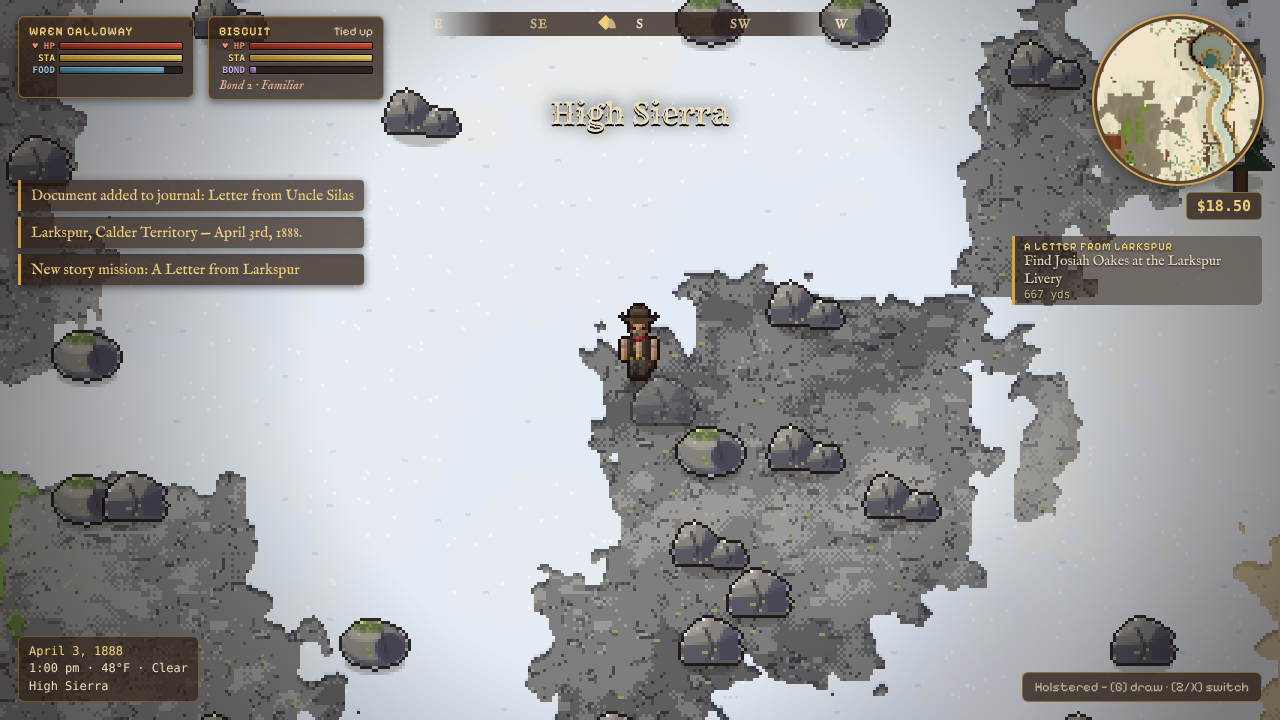 WREN CALLOWAY
♥ HP
STA
FOOD
BISCUIT Tied up
♥ HP
STA
BOND
Bond 2 · Familiar
E SE S SW W
High Sierra
Document added to journal: Letter from Uncle Silas
Larkspur, Calder Territory — April 3rd, 1888.
New story mission: A Letter from Larkspur
$18.50
A LETTER FROM LARKSPUR
Find Josiah Oakes at the Larkspur
Livery
667 yds
April 3, 1888
1:00 pm · 48°F · Clear
High Sierra
Holstered - (G) draw · (Z/X) switch